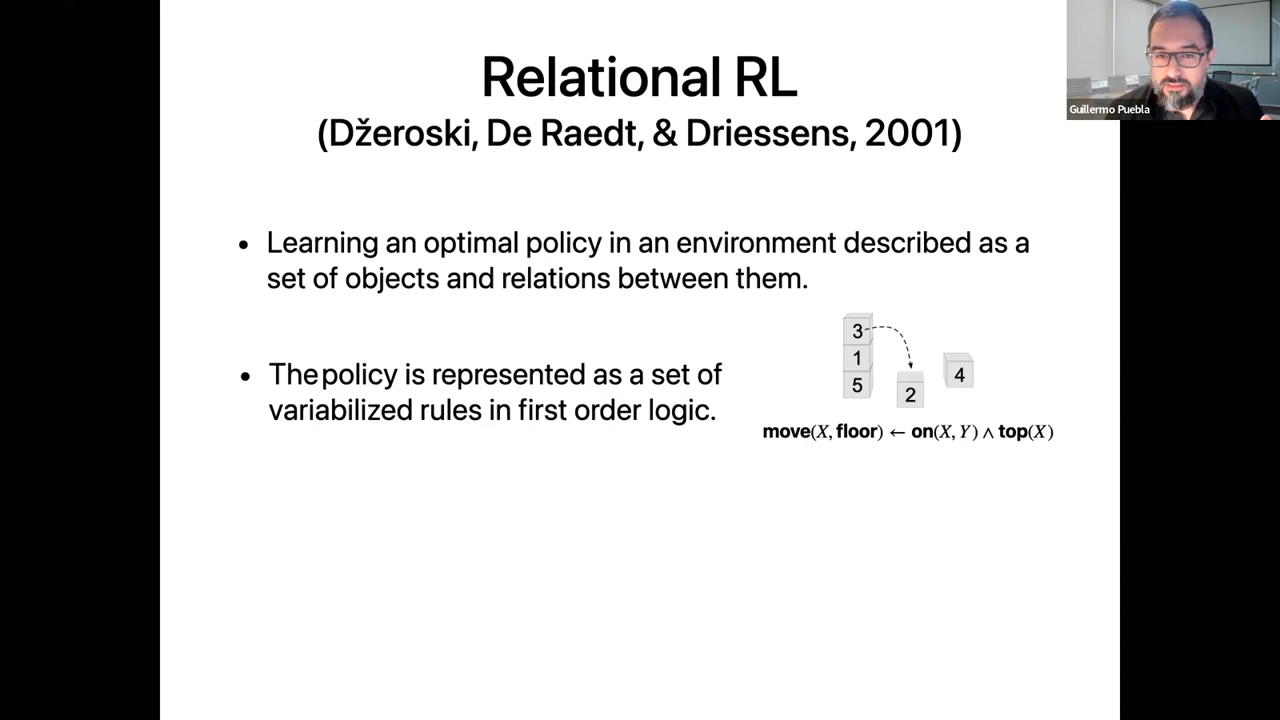 Relational RL
(Džeroski, De Raedt, & Driessens, 2001)
Guillermo Puebla
Learning an optimal policy in an environment described as a
set of objects and relations between them.
The policy is represented as a set of
variabilized rules in first order logic.
3
1
5
2
4
move(X, floor) ← on(X, Y) ∧ top(X)